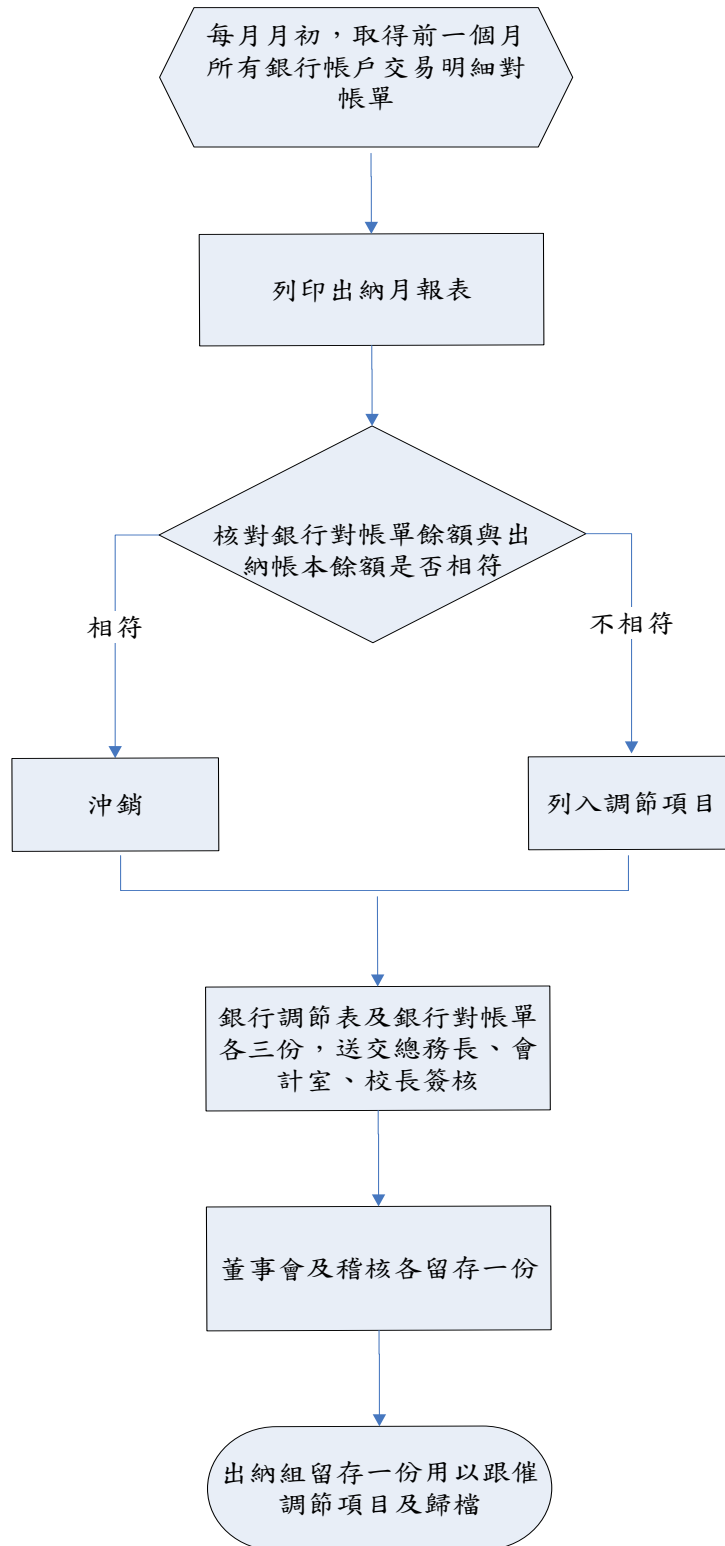 每月月初，取得前一個月
所有銀行帳戶交易明細對
帳單
列印出納月報表
核對銀行對帳單餘額與出
納帳本餘額是否相符
相符
不相符
沖銷
列入調節項目
銀行調節表及銀行對帳單
各三份，送交總務長、會
計室、校長簽核
董事會及稽核各留存一份
出納組留存一份用以跟催
調節項目及歸檔